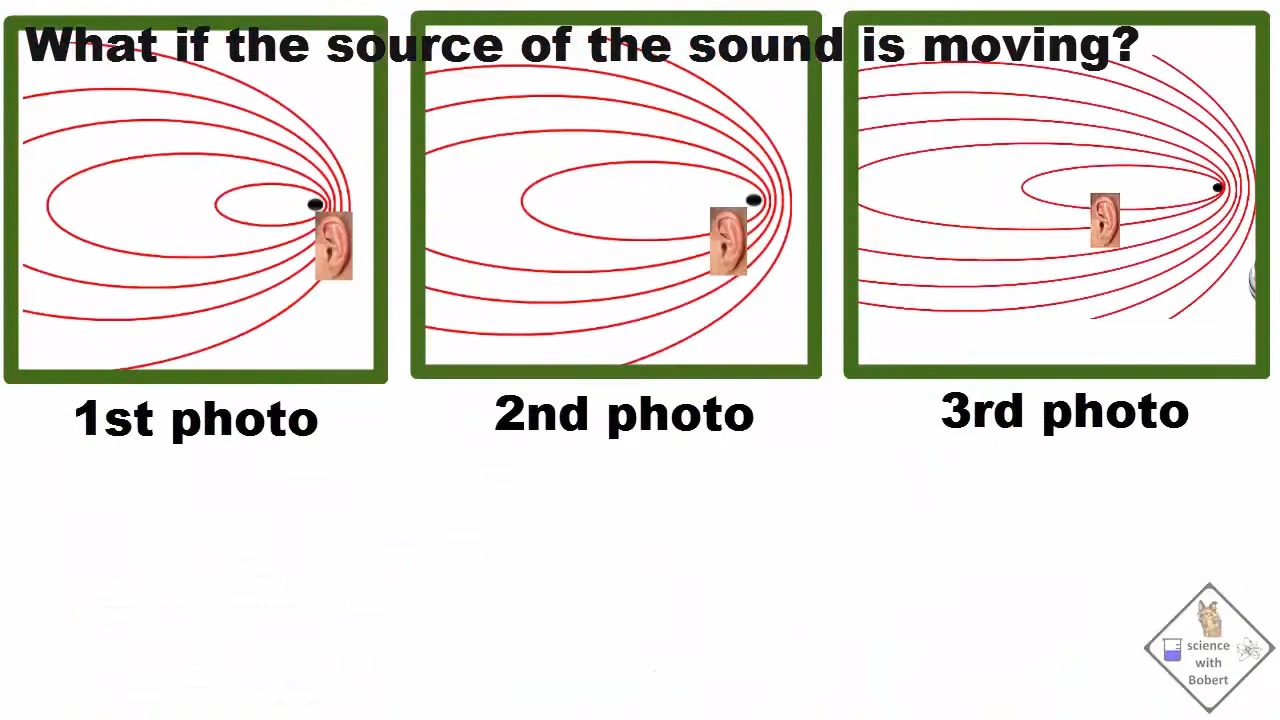 What if the source of the sound is moving?
1st photo
2nd photo
3rd photo
science
with
Bobert